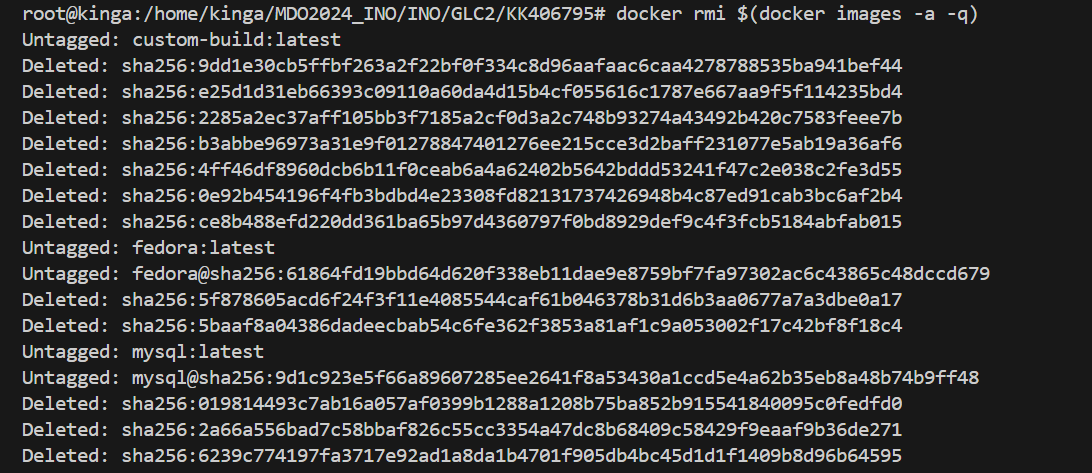 root@kinga:/home/kinga/MDO2024_INO/INO/GLC2/KK406795# docker rmi $(docker images -a -q)
Untagged: custom-build:latest
Deleted: sha256:9dd1e30cb5ffbf263a2f22bf0f334c8d96aafaac6caa4278788535ba941bef44
Deleted: sha256:e25d1d31eb66393c09110a60da4d15b4cf055616c1787e667aa9f5f114235bd4
Deleted: sha256:2285a2ec37aff105bb3f7185a2cf0d3a2c748b93274a43492b420c7583feee7b
Deleted: sha256:b3abbe96973a31e9f01278847401276ee215cce3d2baff231077e5ab19a36af6
Deleted: sha256:4ff46df8960dcb6b11f0ceab6a4a62402b5642bddd53241f47c2e038c2fe3d55
Deleted: sha256:0e92b454196f4fb3bdbd4e23308fd82131737426948b4c87ed91cab3bc6af2b4
Deleted: sha256:ce8b488efd220dd361ba65b97d4360797f0bd8929def9c4f3fcb5184abfab015
Untagged: fedora:latest
Untagged: fedora@sha256:61864fd19bbd64d620f338eb11dae9e8759bf7fa97302ac6c43865c48dccd679
Deleted: sha256:5f878605acd6f24f3f11e4085544caf61b046378b31d6b3aa0677a7a3dbe0a17
Deleted: sha256:5baaf8a04386dadeecbab54c6fe362f3853a81af1c9a053002f17c42bf8f18c4
Untagged: mysql:latest
Untagged: mysql@sha256:9d1c923e5f66a89607285ee2641f8a53430a1ccd5e4a62b35eb8a48b74b9ff48
Deleted: sha256:019814493c7ab16a057af0399b1288a1208b75ba852b915541840095c0fedfd0
Deleted: sha256:2a66a556bad7c58bbaf826c55cc3354a47dc8b68409c58429f9eaaf9b36de271
Deleted: sha256:6239c774197fa3717e92ad1a8da1b4701f905db4bc45d1d1f1409b8d96b64595